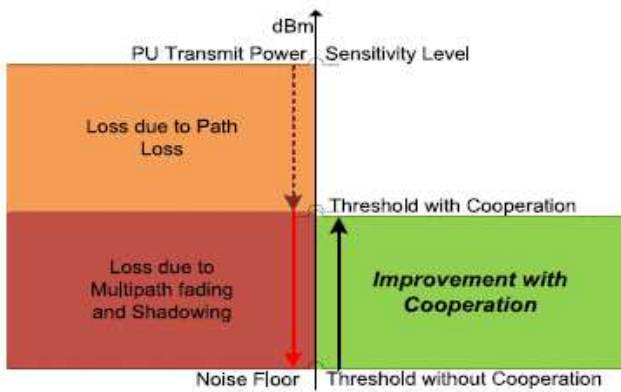 dBm
PU Transmit Power
Sensitivity Level
Loss due to Path
Loss
Threshold with Cooperation
Loss due to
Multipath fading
and Shadowing
Improvement with
Cooperation
Noise Floor
Threshold without Cooperation